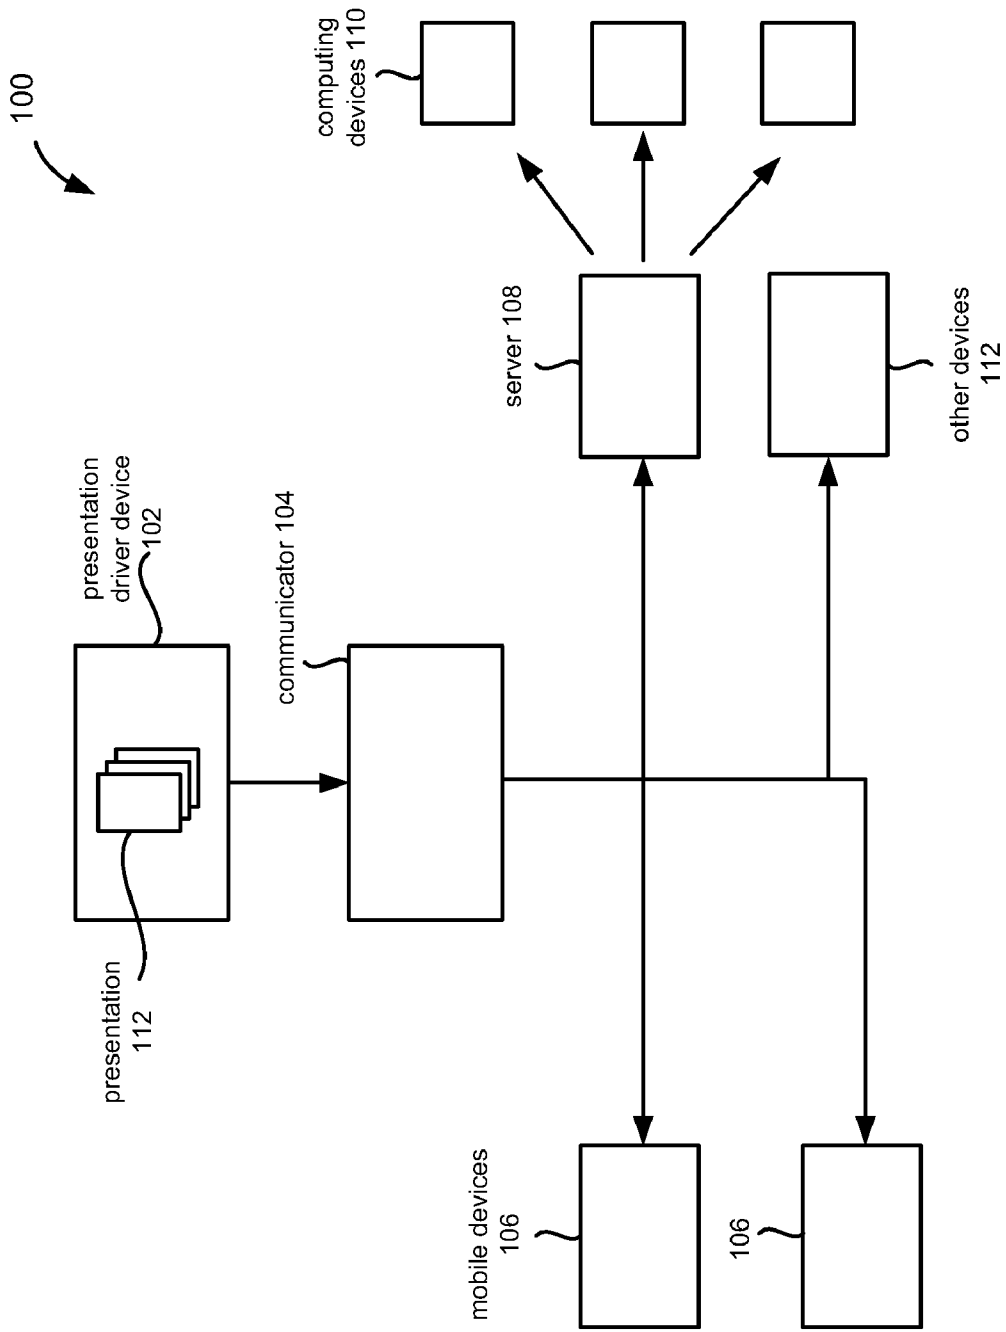 100
presentation
driver device
102
presentation
112
communicator 104
computing
devices 110
server 108
other devices
112
mobile devices
106
106